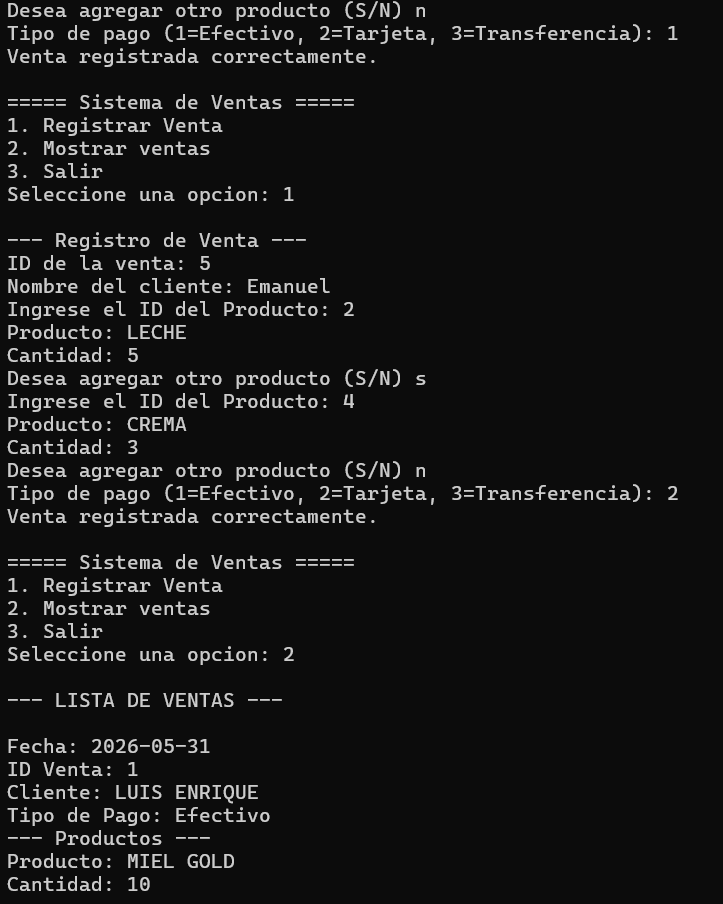 Desea agregar otro producto (S/N) n
Tipo de pago (1=Efectivo, 2=Tarjeta, 3=Transferencia): 1
Venta registrada correctamente.

===== Sistema de Ventas =====
1. Registrar Venta
2. Mostrar ventas
3. Salir
Seleccione una opcion: 1

--- Registro de Venta ---
ID de la venta: 5
Nombre del cliente: Emanuel
Ingrese el ID del Producto: 2
Producto: LECHE
Cantidad: 5
Desea agregar otro producto (S/N) s
Ingrese el ID del Producto: 4
Producto: CREMA
Cantidad: 3
Desea agregar otro producto (S/N) n
Tipo de pago (1=Efectivo, 2=Tarjeta, 3=Transferencia): 2
Venta registrada correctamente.

===== Sistema de Ventas =====
1. Registrar Venta
2. Mostrar ventas
3. Salir
Seleccione una opcion: 2

--- LISTA DE VENTAS ---

Fecha: 2026-05-31
ID Venta: 1
Cliente: LUIS ENRIQUE
Tipo de Pago: Efectivo
--- Productos ---
Producto: MIEL GOLD
Cantidad: 10